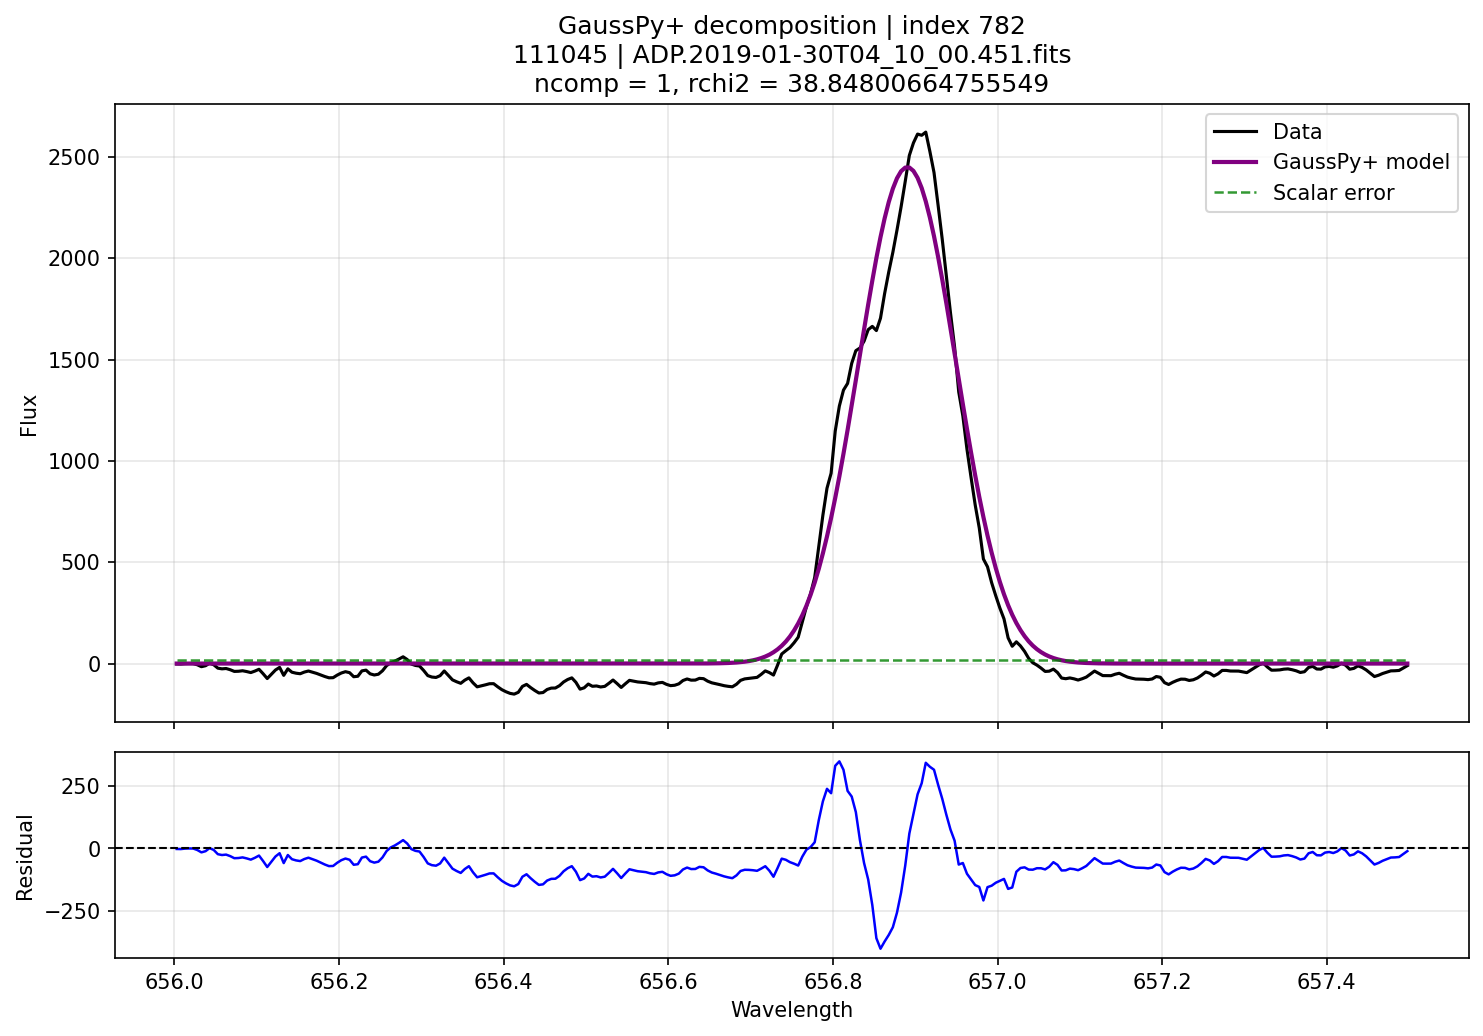 GaussPy+ decomposition | index 782
111045 | ADP.2019-01-30T04_10_00.451.fits
ncomp = 1, rchi2 = 38.84800664755549
Data
GaussPy+ model
Scalar error
2500
2000
1500
1000
500
0
Flux
250
0
−250
Residual
656.0 656.2 656.4 656.6 656.8 657.0 657.2 657.4
Wavelength